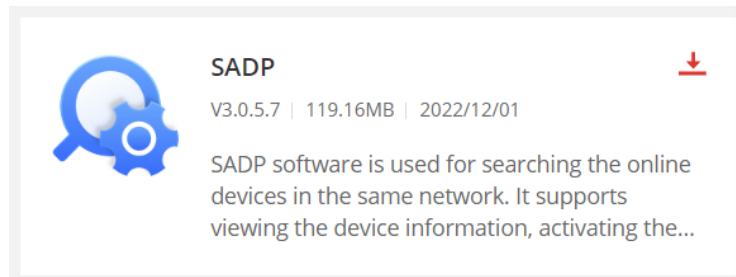 SADP
V3.0.5.7 | 119.16MB | 2022/12/01
SADP software is used for searching the online
devices in the same network. It supports
viewing the device information, activating the...